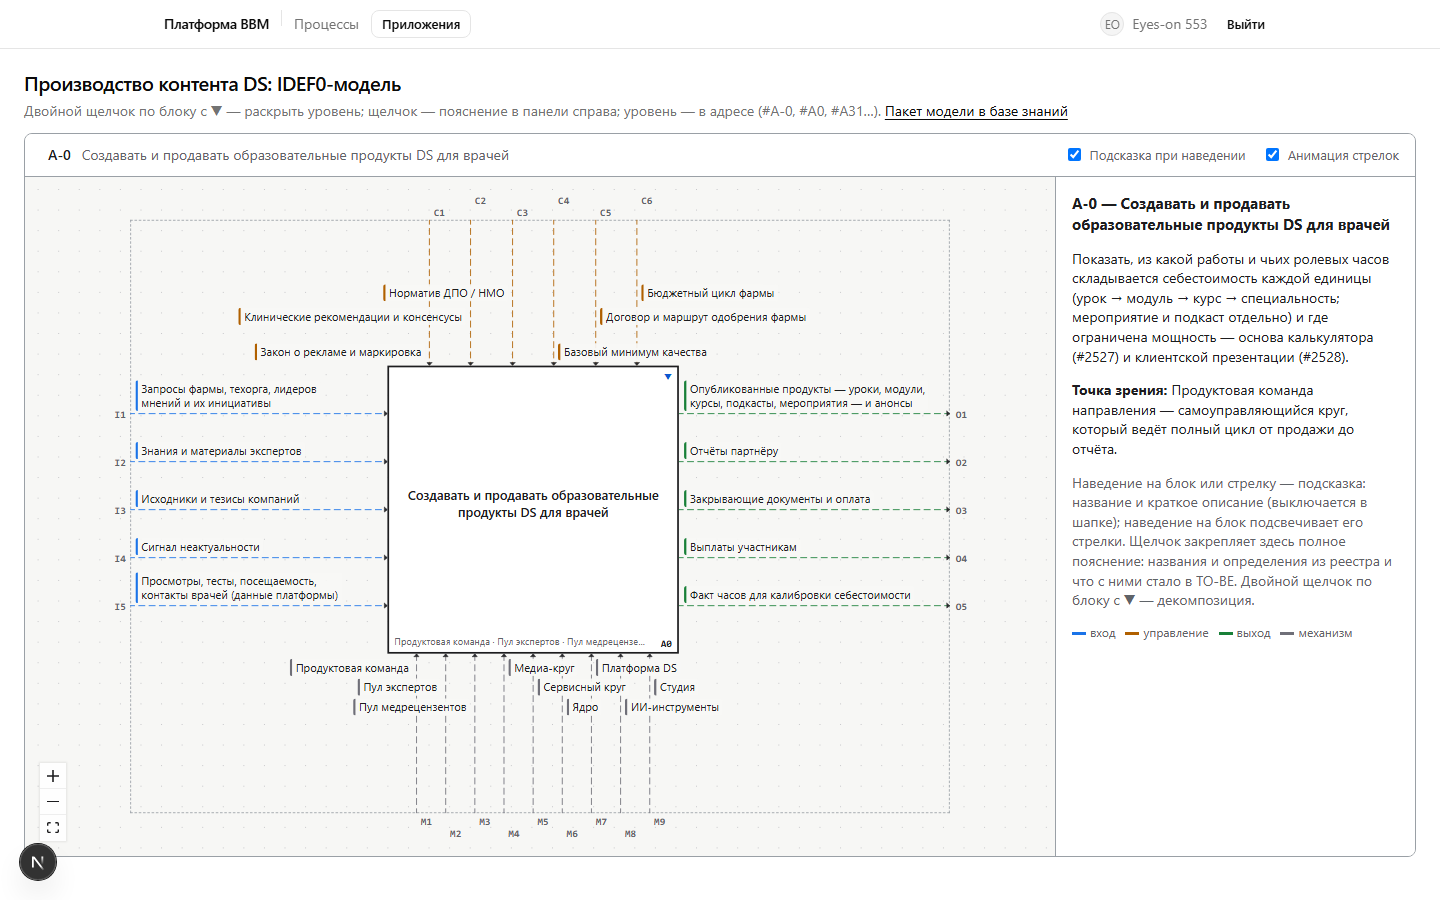 Платформа BBM
Процессы
Приложения
EO
Eyes-on 553
Выйти
Производство контента DS: IDEF0-модель
Двойной щелчок по блоку с ▼ — раскрыть уровень; щелчок — пояснение в панели справа; уровень — в адресе (#A-0, #A0, #A31…). Пакет модели в базе знаний
A-0 Создавать и продавать образовательные продукты DS для врачей
Подсказка при наведении
Анимация стрелок
C1
C2
C3
C4
C5
C6
Норматив ДПО / НМО
Бюджетный цикл фармы
Клинические рекомендации и консенсусы
Договор и маршрут одобрения фармы
Закон о рекламе и маркировка
Базовый минимум качества
I1
Запросы фармы, техорга, лидеров
мнений и их инициативы
I2
Знания и материалы экспертов
I3
Исходники и тезисы компаний
I4
Сигнал неактуальности
I5
Просмотры, тесты, посещаемость,
контакты врачей (данные платформы)
Создавать и продавать образовательные
продукты DS для врачей
Продуктовая команда · Пул экспертов · Пул медрецензе…
A0
Опубликованные продукты — уроки, модули,
курсы, подкасты, мероприятия — и анонсы
O1
Отчёты партнёру
O2
Закрывающие документы и оплата
O3
Выплаты участникам
O4
Факт часов для калибровки себестоимости
O5
Продуктовая команда
Медиа-круг
Платформа DS
Пул экспертов
Сервисный круг
Студия
Пул медрецензентов
Ядро
ИИ-инструменты
M1
M2
M3
M4
M5
M6
M7
M8
M9
A-0 — Создавать и продавать
образовательные продукты DS для врачей
Показать, из какой работы и чьих ролевых часов
складывается себестоимость каждой единицы
(урок → модуль → курс → специальность;
мероприятие и подкаст отдельно) и где
ограничена мощность — основа калькулятора
(#2527) и клиентской презентации (#2528).
Точка зрения: Продуктовая команда
направления — самоуправляющийся круг,
который ведёт полный цикл от продажи до
отчёта.
Наведение на блок или стрелку — подсказка:
название и краткое описание (выключается в
шапке); наведение на блок подсвечивает его
стрелки. Щелчок закрепляет здесь полное
пояснение: названия и определения из реестра и
что с ними стало в TO-BE. Двойной щелчок по
блоку с ▼ — декомпозиция.
вход
управление
выход
механизм
N